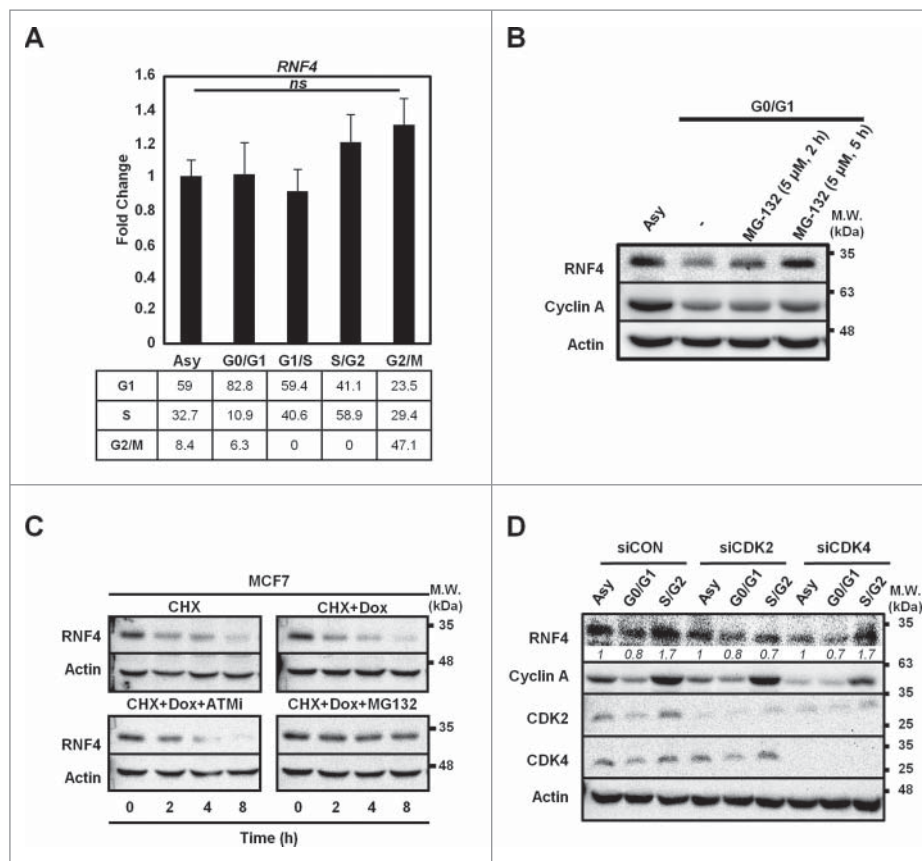 A
RNF4
ns
1.6
1.4
1.2
1
0.8
0.6
0.4
0.2
0
Fold Change
Asy G0/G1 G1/S S/G2 G2/M
G1 59 82.8 59.4 41.1 23.5
S 32.7 10.9 40.6 58.9 29.4
G2/M 8.4 6.3 0 0 47.1
B
G0/G1
Asy - MG-132 (5 µM, 2 h) MG-132 (5 µM, 5 h) M.W. (kDa)
RNF4 35
63
Cyclin A
48
Actin
C
MCF7
CHX CHX+Dox M.W. (kDa)
RNF4 35
Actin 48
CHX+Dox+ATMi CHX+Dox+MG132
RNF4 35
Actin 48
0 2 4 8 0 2 4 8
Time (h)
D
siCON siCDK2 siCDK4
Asy G0/G1 S/G2 Asy G0/G1 S/G2 Asy G0/G1 S/G2 M.W. (kDa)
RNF4 35
1 0.8 1.7 1 0.8 0.7 1 0.7 1.7
63
Cyclin A
35
CDK2
25
35
CDK4
25
48
Actin